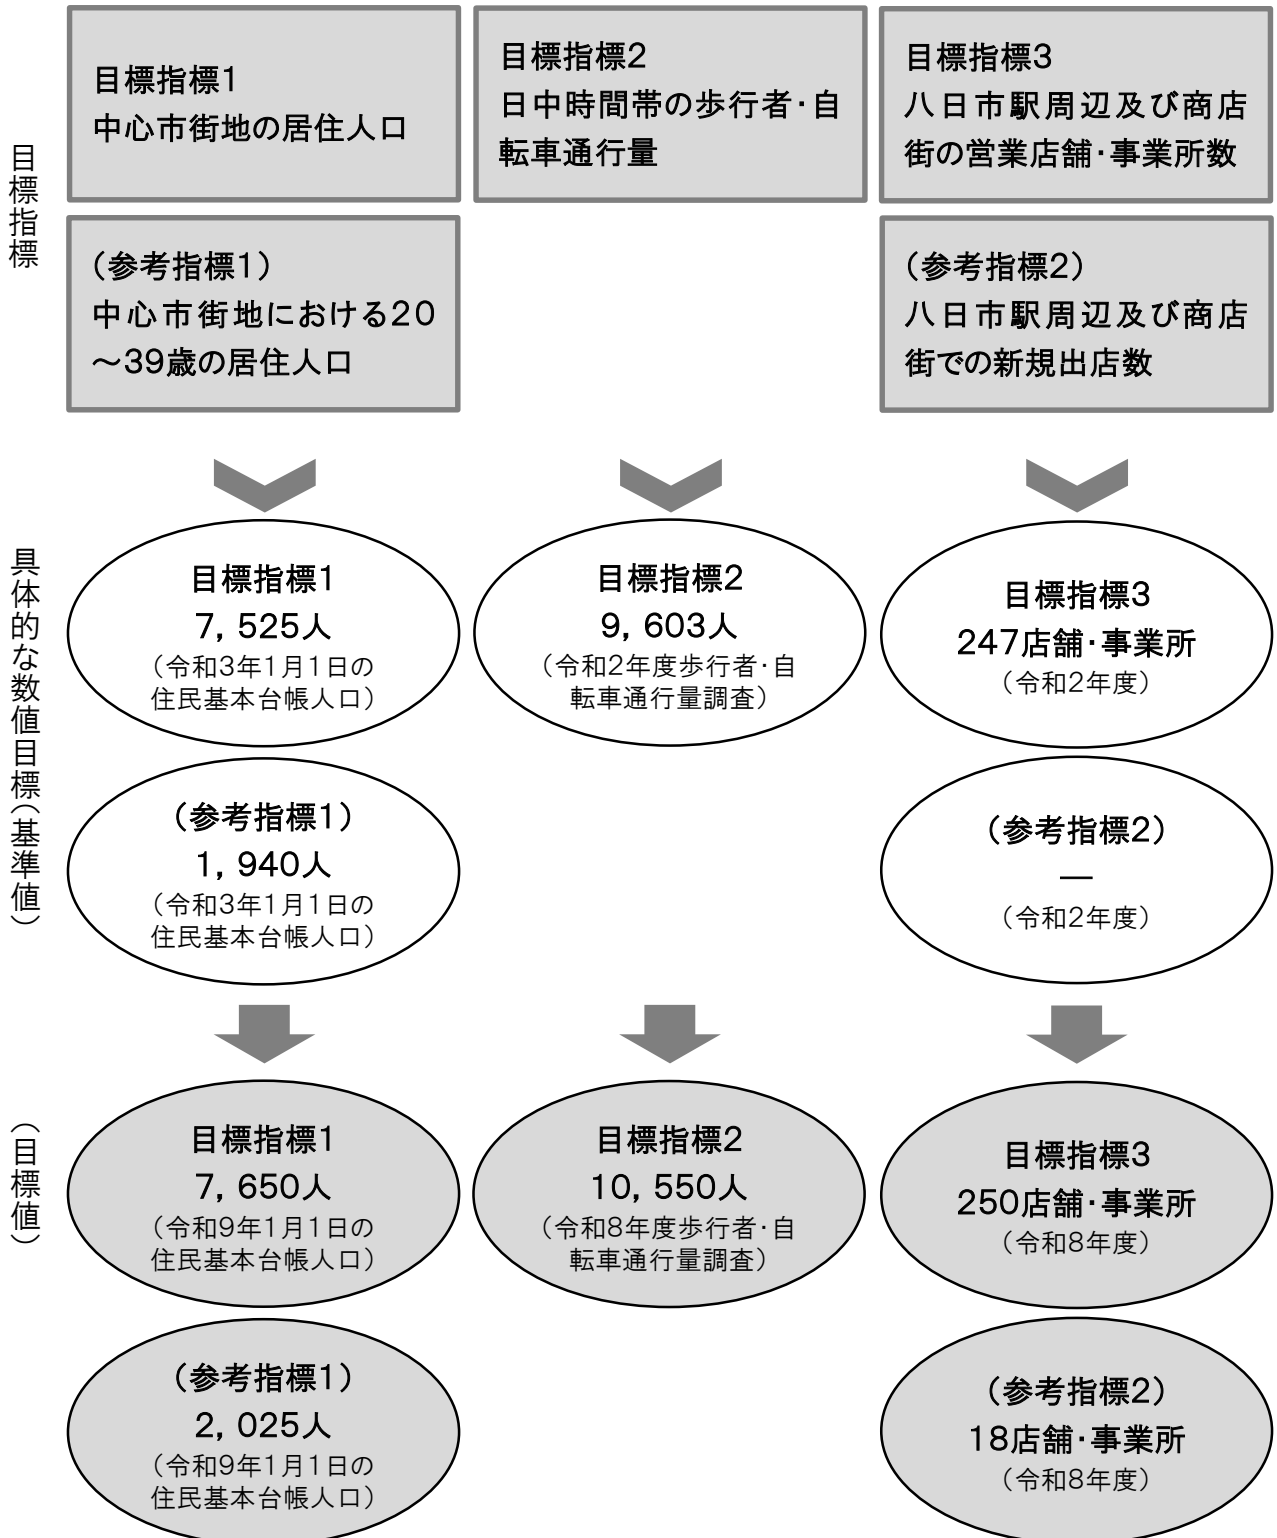 目標指標
目標指標1
中心市街地の居住人口
目標指標2
日中時間帯の歩行者・自
転車通行量
目標指標3
八日市駅周辺及び商店
街の営業店舗・事業所数
（参考指標1）
中心市街地における20
～39歳の居住人口
（参考指標2）
八日市駅周辺及び商店
街での新規出店数
具体的な数値目標（基準値）
目標指標1
7，525人
（令和3年1月1日の
住民基本台帳人口）
目標指標2
9，603人
（令和2年度歩行者・自
転車通行量調査）
目標指標3
247店舗・事業所
（令和2年度）
（参考指標1）
1，940人
（令和3年1月1日の
住民基本台帳人口）
（参考指標2）
―
（令和2年度）
（目標値）
目標指標1
7，650人
（令和9年1月1日の
住民基本台帳人口）
目標指標2
10，550人
（令和8年度歩行者・自
転車通行量調査）
目標指標3
250店舗・事業所
（令和8年度）
（参考指標1）
2，025人
（令和9年1月1日の
住民基本台帳人口）
（参考指標2）
18店舗・事業所
（令和8年度）